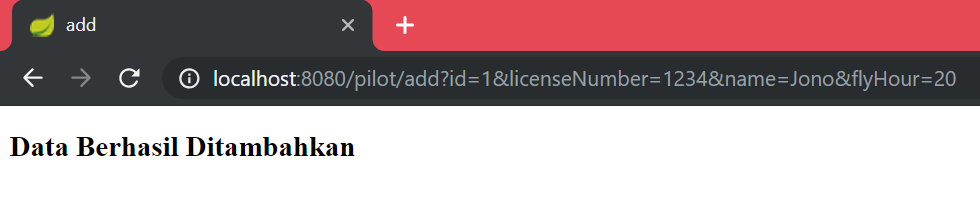 add
localhost:8080/pilot/add?id=1&licenseNumber=1234&name=Jono&flyHour=20
Data Berhasil Ditambahkan